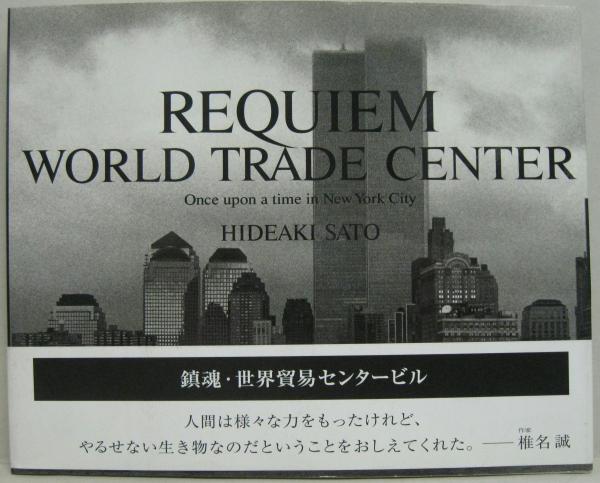 REQUIEM
WORLD TRADE CENTER
Once upon a time in New York City
HIDEAKI SATO
鎮魂・世界貿易センタービル
人間は様々な力をもったけれど、
やるせない生き物なのだということをおしえてくれた。——作家 椎名 誠